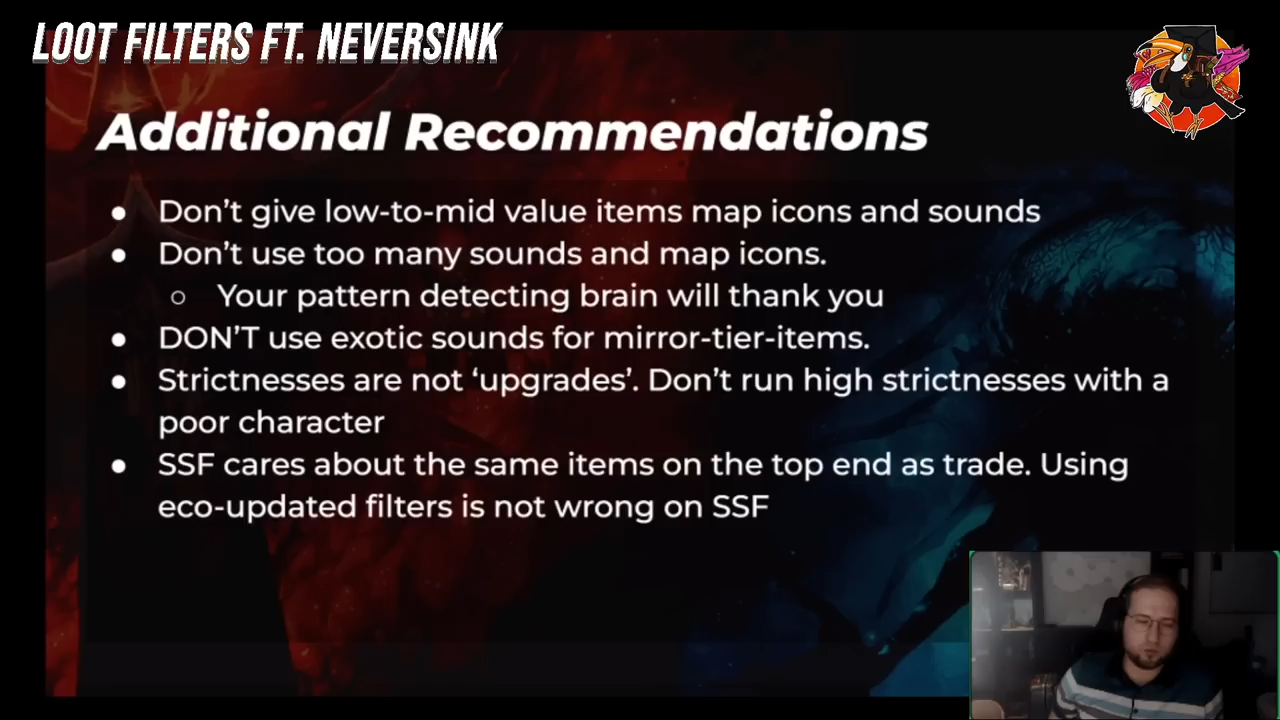 LOOT FILTERS FT. NEVERSINK
Additional Recommendations
● Don’t give low-to-mid value items map icons and sounds
● Don’t use too many sounds and map icons.
○ Your pattern detecting brain will thank you
● DON’T use exotic sounds for mirror-tier-items.
● Strictnesses are not ‘upgrades’. Don’t run high strictnesses with a
poor character
● SSF cares about the same items on the top end as trade. Using
eco-updated filters is not wrong on SSF